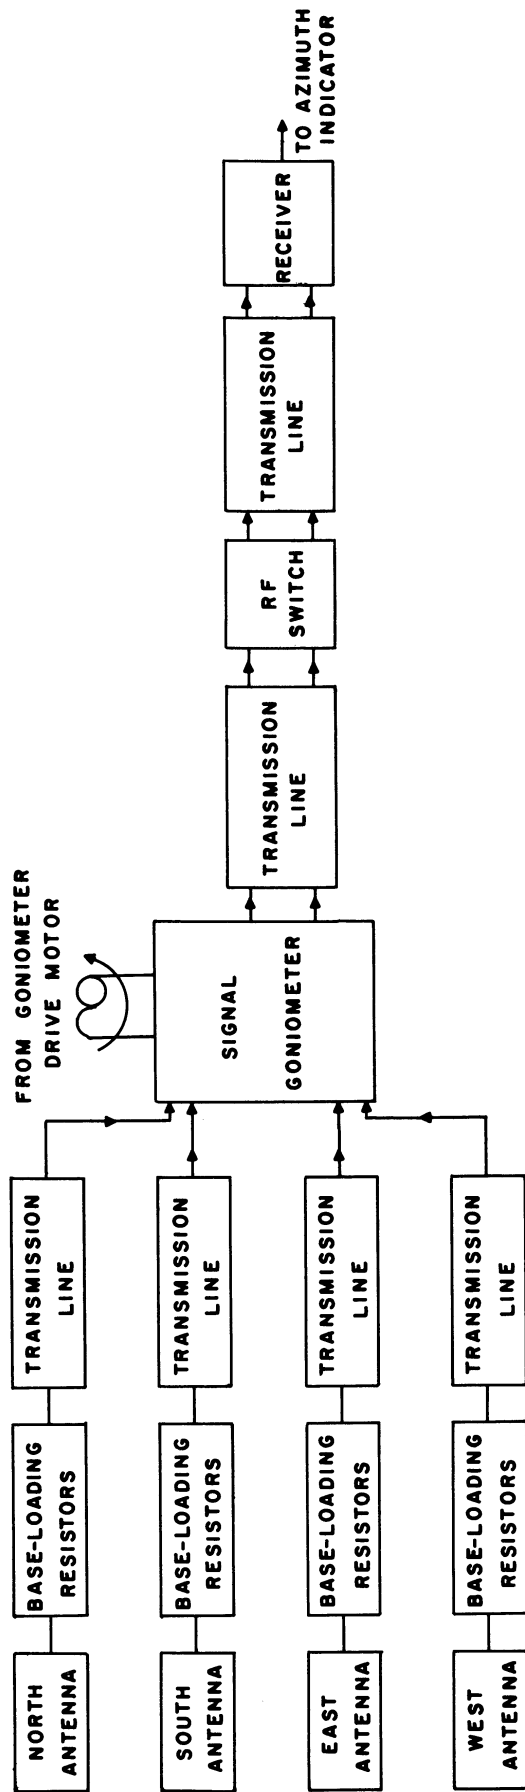 NORTH
ANTENNA
BASE-LOADING
RESISTORS
TRANSMISSION
LINE
SOUTH
ANTENNA
BASE-LOADING
RESISTORS
TRANSMISSION
LINE
EAST
ANTENNA
BASE-LOADING
RESISTORS
TRANSMISSION
LINE
WEST
ANTENNA
BASE-LOADING
RESISTORS
TRANSMISSION
LINE
FROM GONIOMETER
DRIVE MOTOR
SIGNAL
GONIOMETER
TRANSMISSION
LINE
RF
SWITCH
TRANSMISSION
LINE
RECEIVER
TO AZIMUTH
INDICATOR